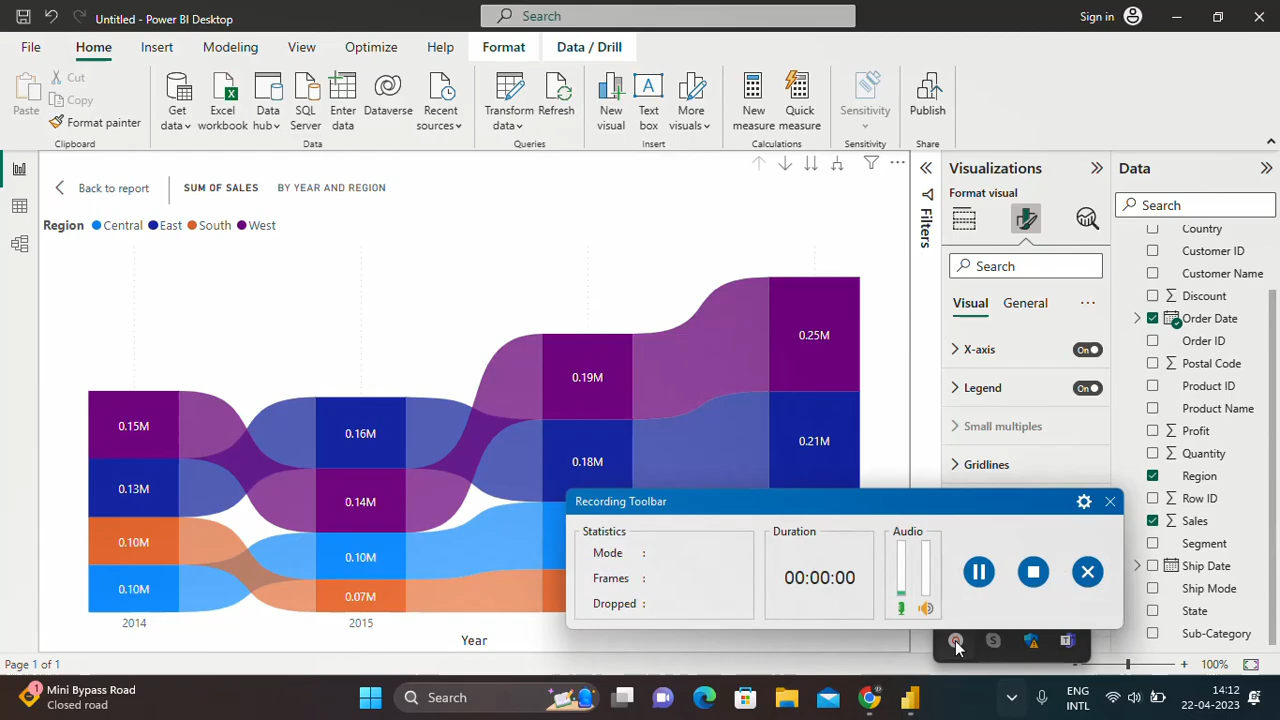 Untitled - Power BI Desktop
Search
Sign in
File Home Insert Modeling View Optimize Help Format Data / Drill
Paste
Cut
Copy
Format painter
Get data
Excel workbook
Data hub
SQL Server
Enter data
Dataverse
Recent sources
Transform data
Refresh
New visual
Text box
More visuals
New measure
Quick measure
Sensitivity
Publish
Clipboard Data Queries Insert Calculations Sensitivity Share
Back to report
SUM OF SALES BY YEAR AND REGION
Region Central East South West
0.15M
0.13M
0.10M
0.10M
0.16M
0.14M
0.10M
0.07M
0.19M
0.18M
0.25M
0.21M
2014
2015
Year
Filters
Visualizations
Format visual
Search
Visual General
X-axis On
Legend On
Small multiples
Gridlines
Data
Search
Country
Customer ID
Customer Name
Discount
Order Date
Order ID
Postal Code
Product ID
Product Name
Profit
Quantity
Region
Row ID
Sales
Segment
Ship Date
Ship Mode
State
Sub-Category
Recording Toolbar
Statistics
Mode :
Frames :
Dropped :
Duration
00:00:00
Audio
Page 1 of 1
100%
1
Mini Bypass Road
Closed road
Search
ENG
INTL
14:12
22-04-2023